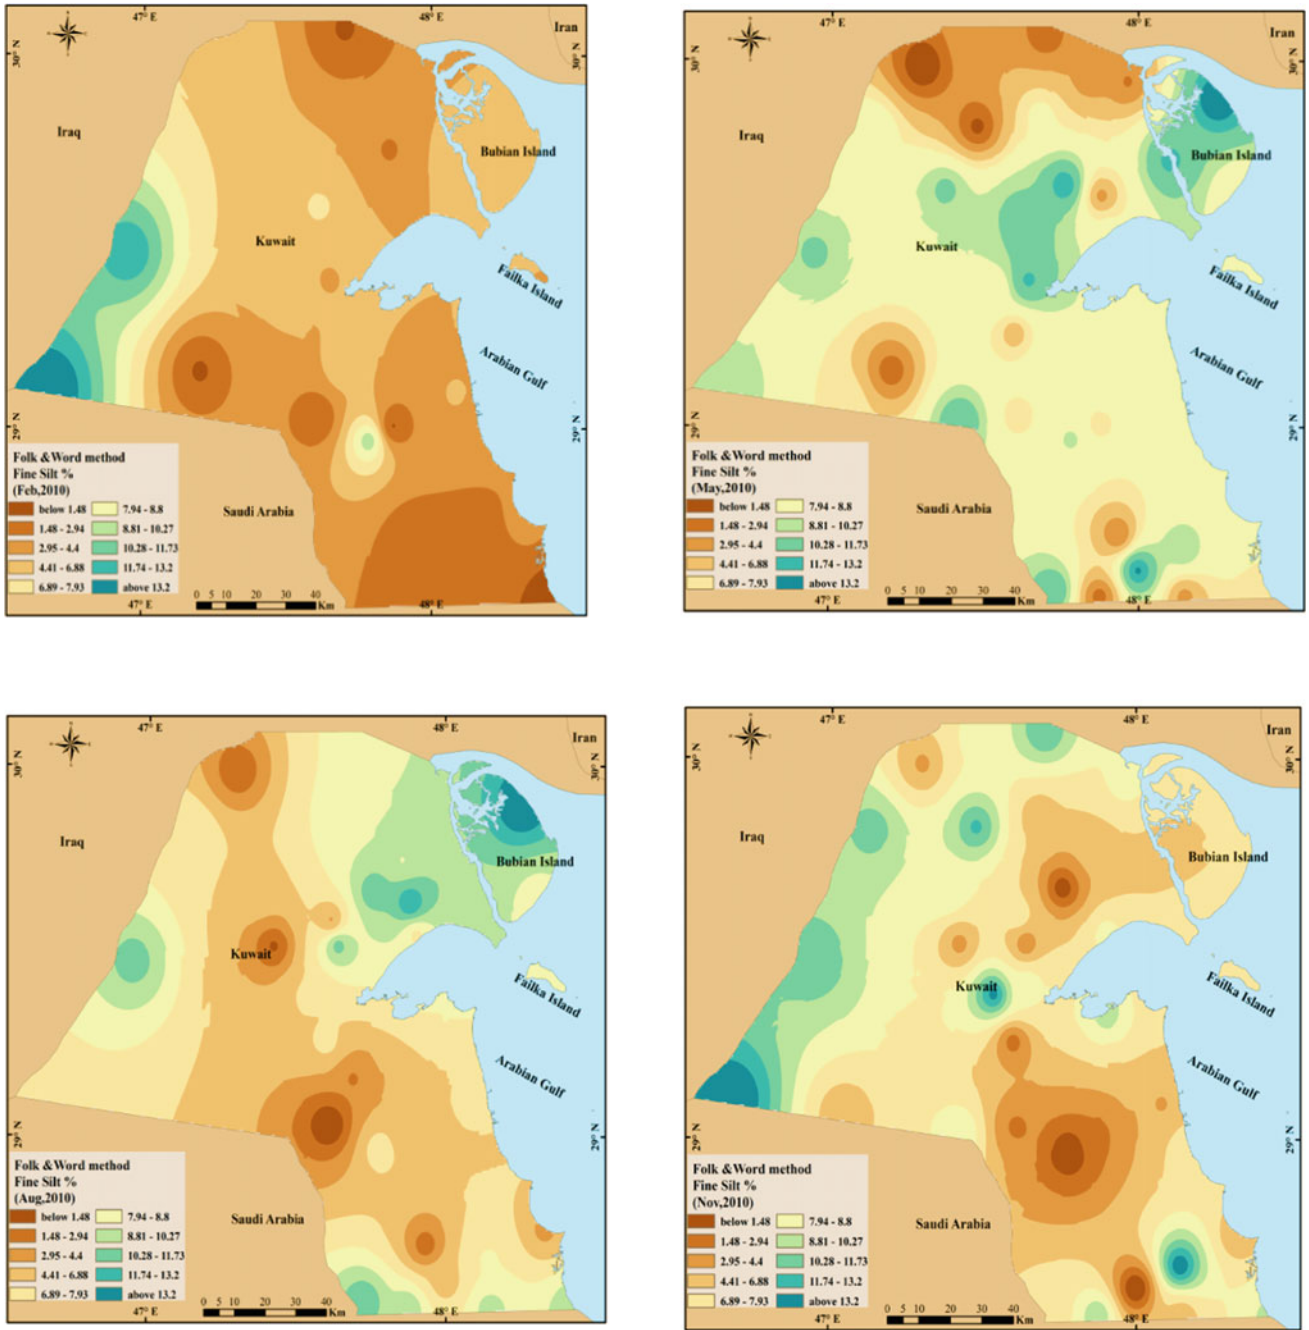 47° E
48° E
Iran
30° N
30° N
Iraq
Bubian Island
Kuwait
Failka Island
Arabian Gulf
29° N
29° N
Folk &Word method
Fine Silt %
(Feb,2010)
below 1.48
7.94 - 8.8
1.48 - 2.94
8.81 - 10.27
2.95 - 4.4
10.28 - 11.73
4.41 - 6.88
11.74 - 13.2
6.89 - 7.93
above 13.2
Saudi Arabia
0 5 10 20 30 40
Km
47° E
48° E
47° E
48° E
Iran
30° N
30° N
Iraq
Bubian Island
Kuwait
Failka Island
Arabian Gulf
29° N
29° N
Folk &Word method
Fine Silt %
(May,2010)
below 1.48
7.94 - 8.8
1.48 - 2.94
8.81 - 10.27
2.95 - 4.4
10.28 - 11.73
4.41 - 6.88
11.74 - 13.2
6.89 - 7.93
above 13.2
Saudi Arabia
0 5 10 20 30 40
Km
47° E
48° E
47° E
48° E
Iran
30° N
30° N
Iraq
Bubian Island
Kuwait
Failka Island
Arabian Gulf
29° N
29° N
Folk &Word method
Fine Silt %
(Aug,2010)
below 1.48
7.94 - 8.8
1.48 - 2.94
8.81 - 10.27
2.95 - 4.4
10.28 - 11.73
4.41 - 6.88
11.74 - 13.2
6.89 - 7.93
above 13.2
Saudi Arabia
0 5 10 20 30 40
Km
47° E
48° E
47° E
48° E
Iran
30° N
30° N
Iraq
Bubian Island
Kuwait
Failka Island
Arabian Gulf
29° N
29° N
Folk &Word method
Fine Silt %
(Nov,2010)
below 1.48
7.94 - 8.8
1.48 - 2.94
8.81 - 10.27
2.95 - 4.4
10.28 - 11.73
4.41 - 6.88
11.74 - 13.2
6.89 - 7.93
above 13.2
Saudi Arabia
0 5 10 20 30 40
Km
47° E
48° E